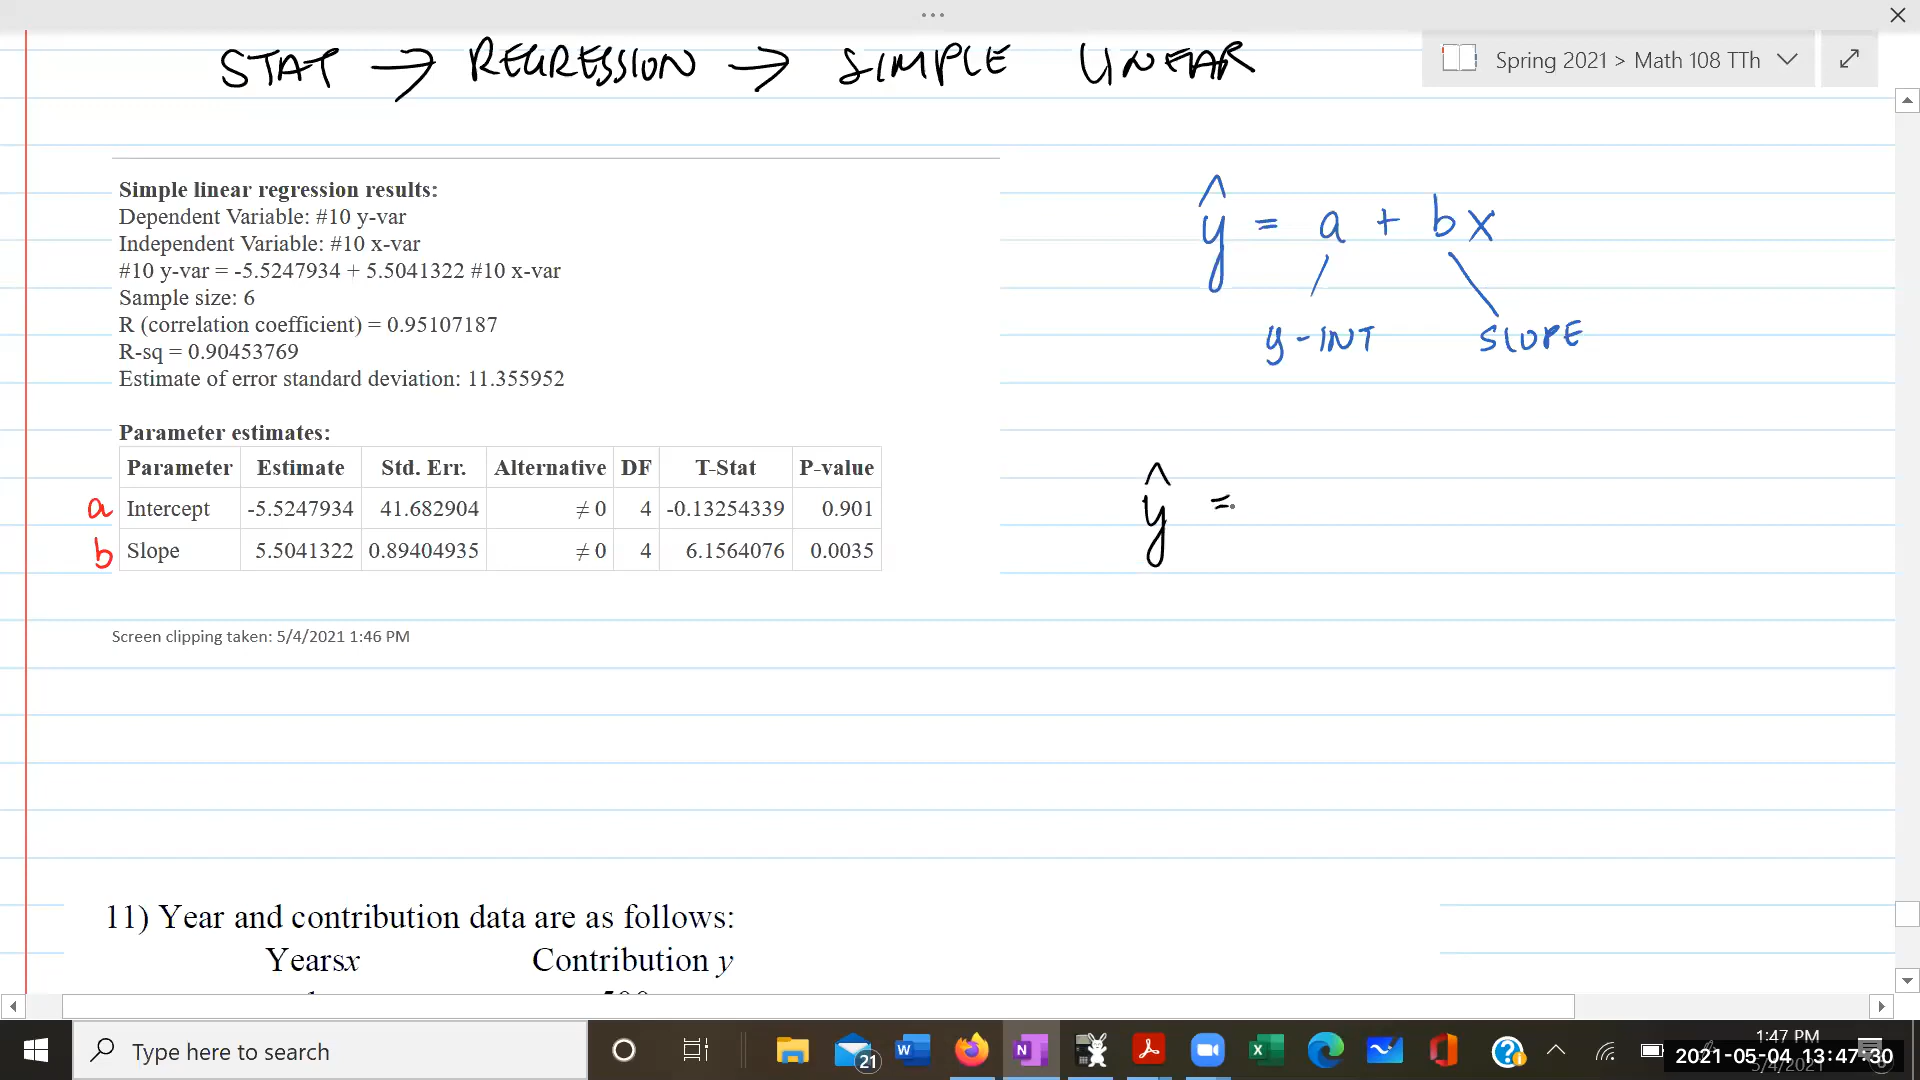 STAT → REGRESSION → SIMPLE LINEAR
Spring 2021 > Math 108 TTh
Simple linear regression results:
Dependent Variable: #10 y-var
Independent Variable: #10 x-var
#10 y-var = -5.5247934 + 5.5041322 #10 x-var
Sample size: 6
R (correlation coefficient) = 0.95107187
R-sq = 0.90453769
Estimate of error standard deviation: 11.355952
ŷ = a + bx
y-INT SLOPE
Parameter estimates:
Parameter Estimate Std. Err. Alternative DF T-Stat P-value
a Intercept -5.5247934 41.682904 ≠ 0 4 -0.13254339 0.901
b Slope 5.5041322 0.89404935 ≠ 0 4 6.1564076 0.0035
ŷ =
Screen clipping taken: 5/4/2021 1:46 PM
11) Year and contribution data are as follows:
Yearsx Contribution y
Type here to search
21
1:47 PM
2021-05-04 13:47:30